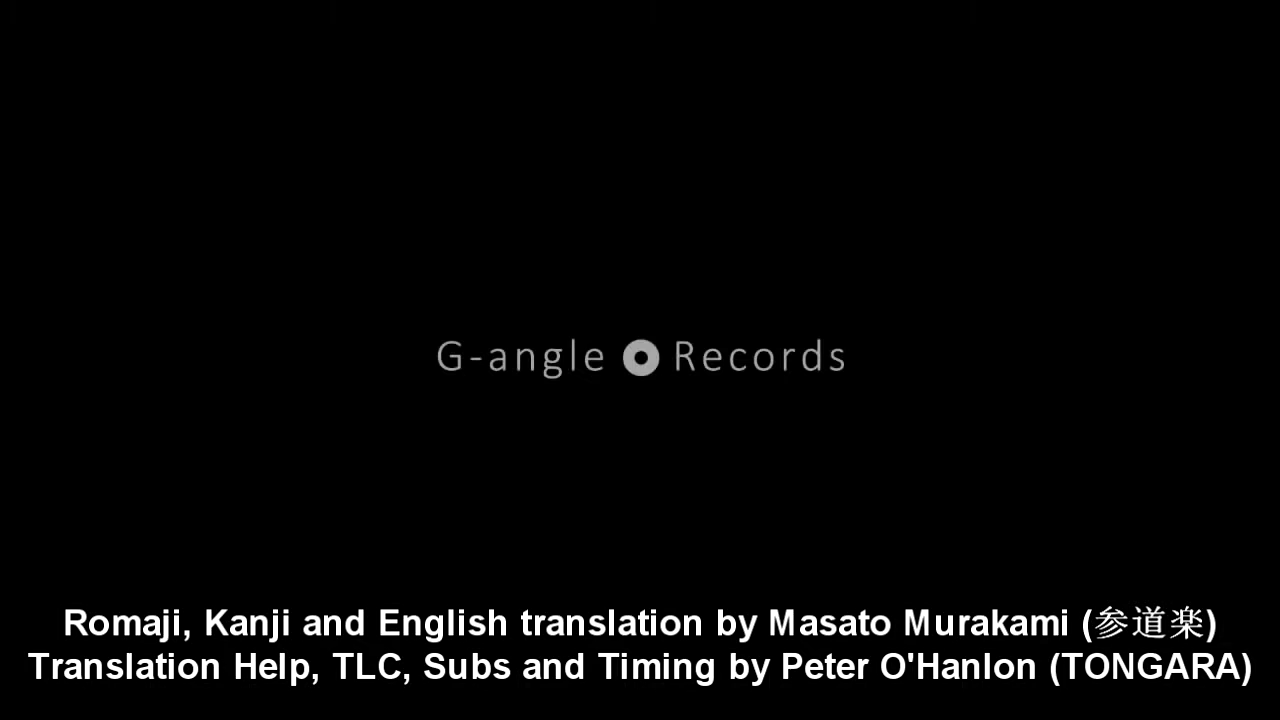 G-angle Records
Romaji, Kanji and English translation by Masato Murakami (参道楽)
Translation Help, TLC, Subs and Timing by Peter O'Hanlon (TONGARA)